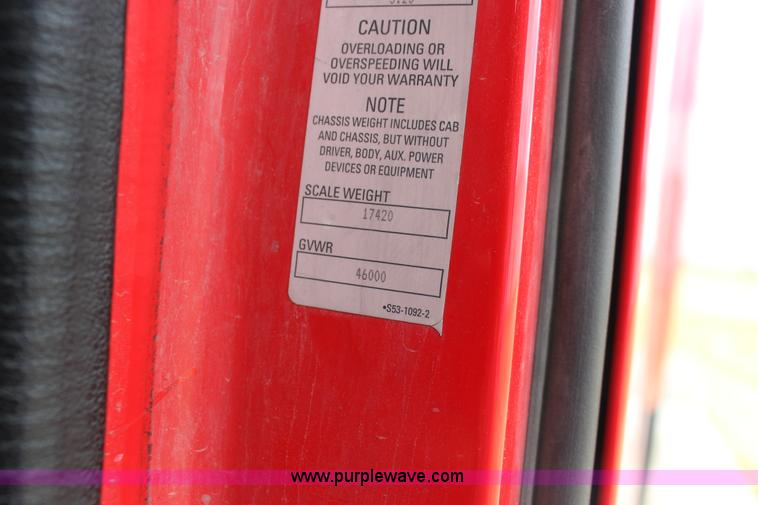 CAUTION
OVERLOADING OR
OVERSPEEDING WILL
VOID YOUR WARRANTY
NOTE
CHASSIS WEIGHT INCLUDES CAB
AND CHASSIS, BUT WITHOUT
DRIVER, BODY, AUX. POWER
DEVICES OR EQUIPMENT
SCALE WEIGHT
17420
GVWR
46000
•S53-1092-2
www.purplewave.com